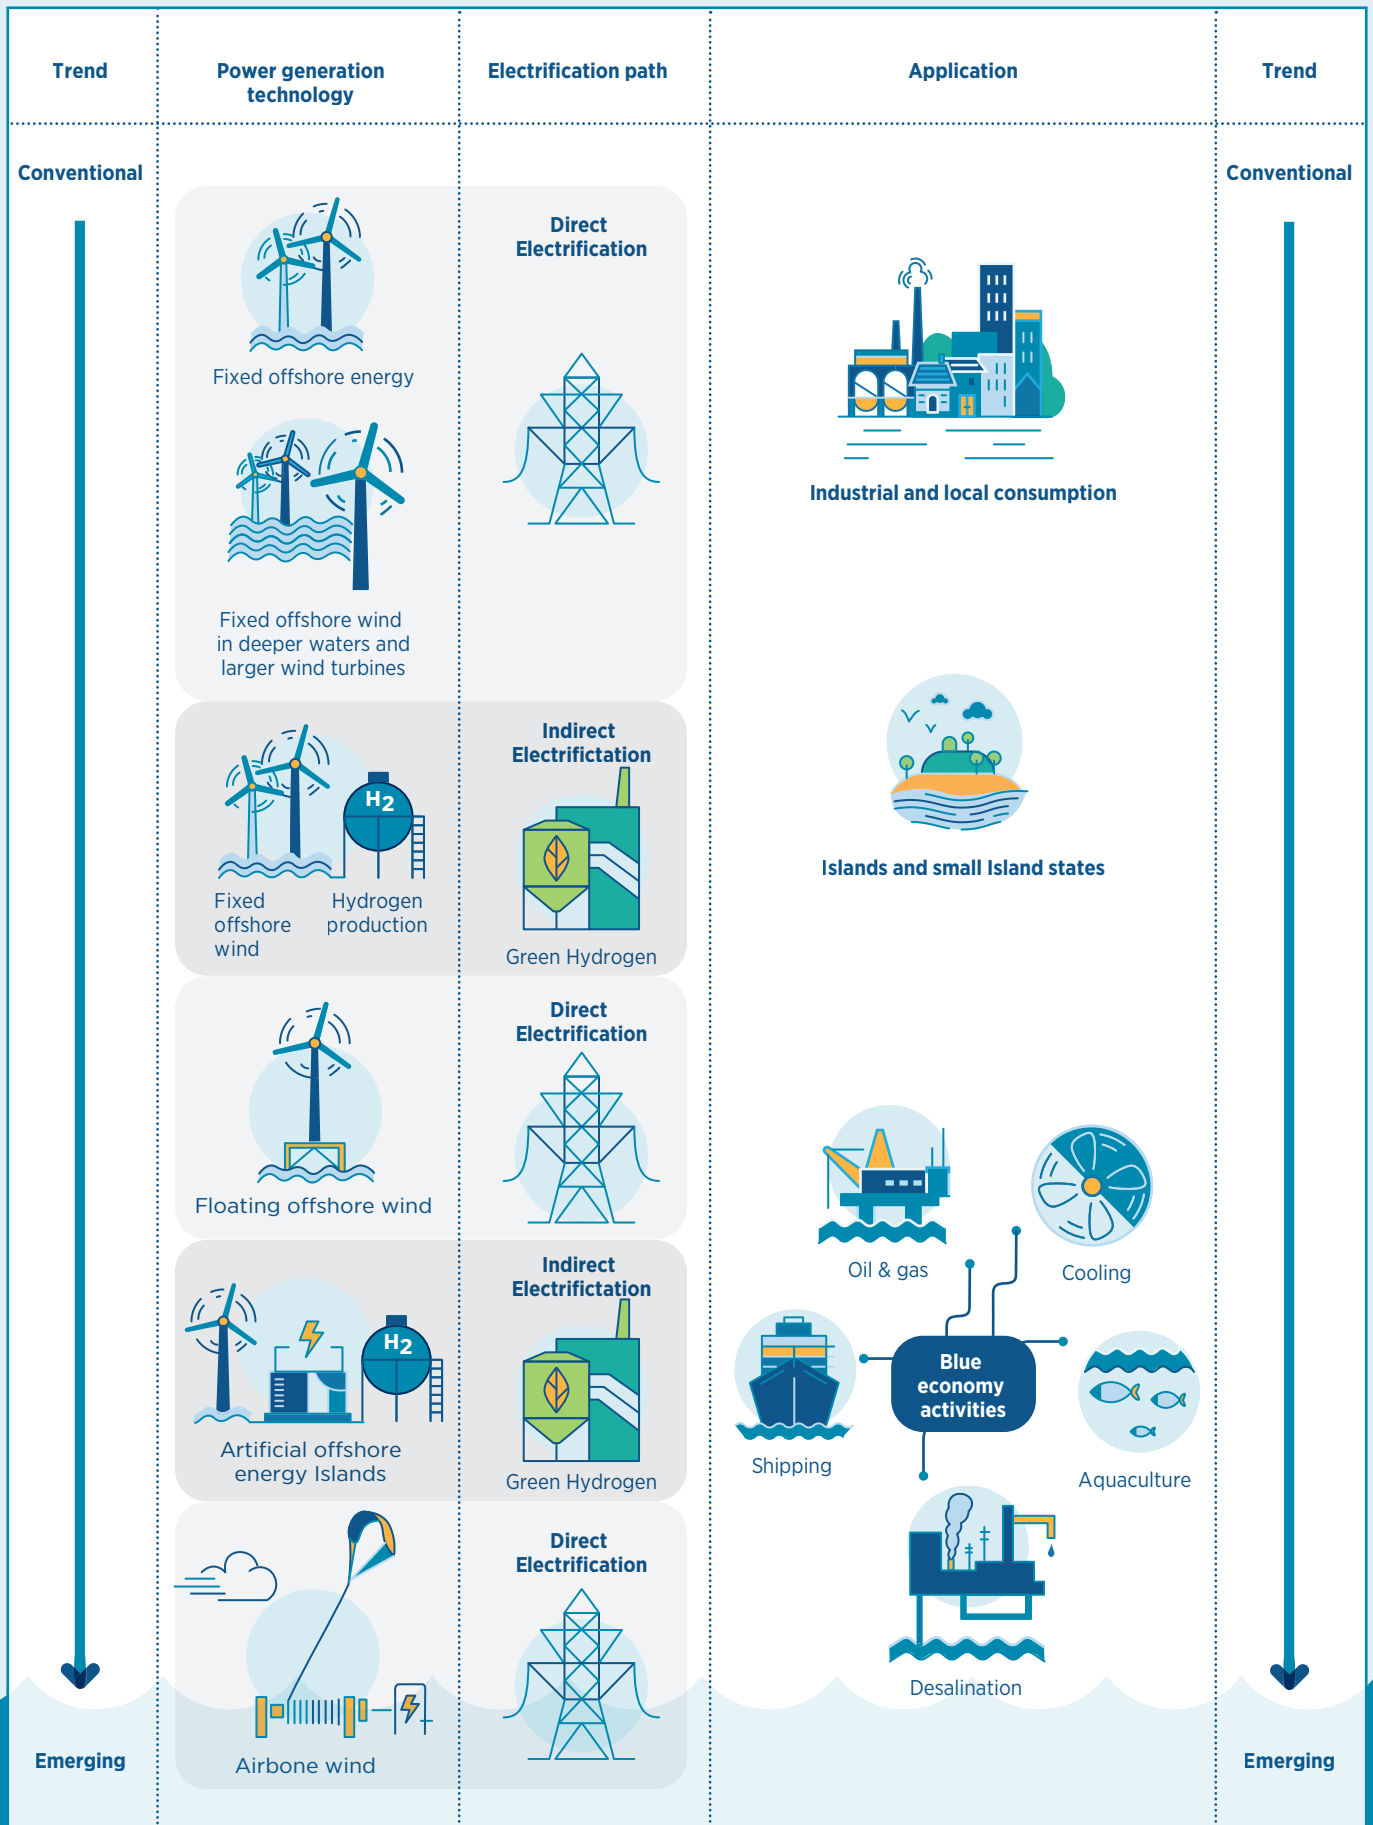 Trend
Power generation
technology
Electrification path
Application
Trend
Conventional
Conventional
Direct
Electrification
Fixed offshore energy
Fixed offshore wind
in deeper waters and
larger wind turbines
Industrial and local consumption
Indirect
Electrifictation
H2
Fixed
offshore
wind
Hydrogen
production
Green Hydrogen
Islands and small Island states
Direct
Electrification
Floating offshore wind
Indirect
Electrifictation
H2
Artificial offshore
energy Islands
Green Hydrogen
Oil & gas
Cooling
Blue
economy
activities
Shipping
Aquaculture
Desalination
Direct
Electrification
Airbone wind
Emerging
Emerging